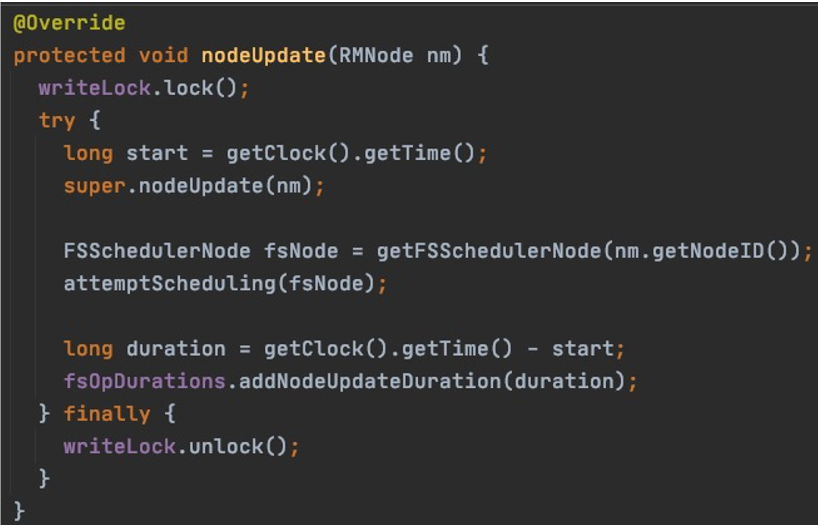 @Override
protected void nodeUpdate(RMNode nm) {
writeLock.lock();
try {
long start = getClock().getTime();
super.nodeUpdate(nm);
FSSchedulerNode fsNode = getFSSchedulerNode(nm.getNodeID());
attemptScheduling(fsNode);
long duration = getClock().getTime() - start;
fsOpDurations.addNodeUpdateDuration(duration);
} finally {
writeLock.unlock();
}
}